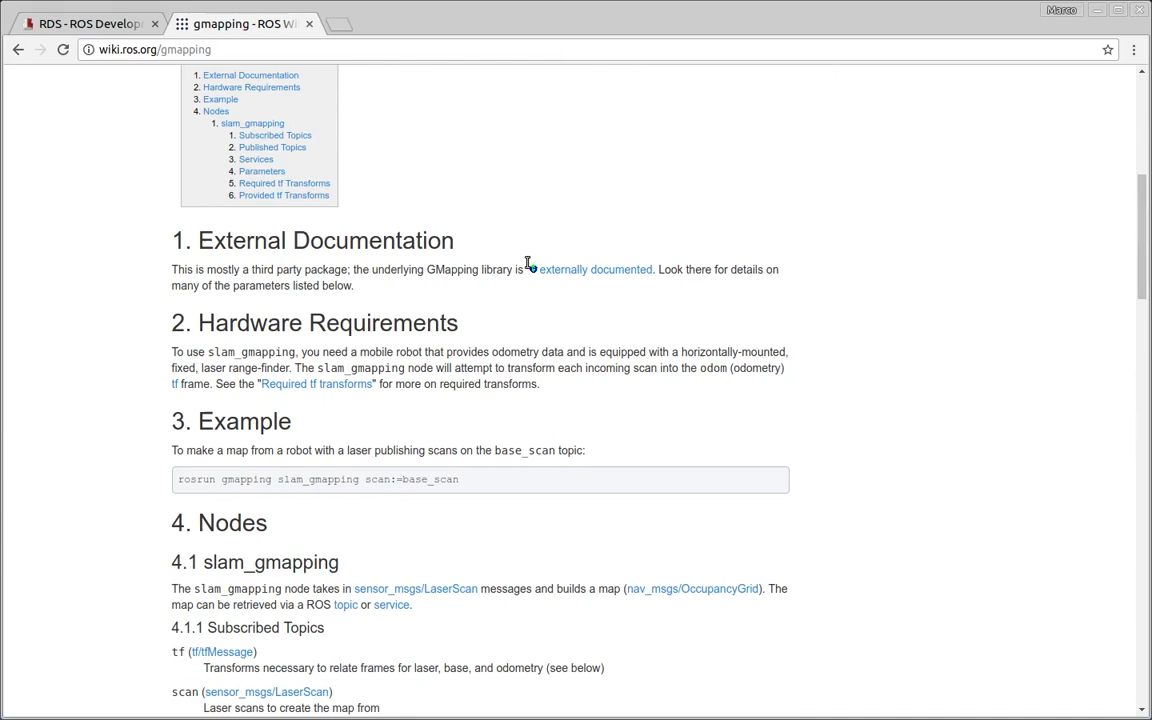 Marco
RDS - ROS Develop
gmapping - ROS Wi
wiki.ros.org/gmapping
1. External Documentation
2. Hardware Requirements
3. Example
4. Nodes
1. slam_gmapping
1. Subscribed Topics
2. Published Topics
3. Services
4. Parameters
5. Required tf Transforms
6. Provided tf Transforms
1. External Documentation
This is mostly a third party package; the underlying GMapping library is externally documented. Look there for details on
many of the parameters listed below.
2. Hardware Requirements
To use slam_gmapping, you need a mobile robot that provides odometry data and is equipped with a horizontally-mounted,
fixed, laser range-finder. The slam_gmapping node will attempt to transform each incoming scan into the odom (odometry)
tf frame. See the "Required tf transforms" for more on required transforms.
3. Example
To make a map from a robot with a laser publishing scans on the base_scan topic:
rosrun gmapping slam_gmapping scan:=base_scan
4. Nodes
4.1 slam_gmapping
The slam_gmapping node takes in sensor_msgs/LaserScan messages and builds a map (nav_msgs/OccupancyGrid). The
map can be retrieved via a ROS topic or service.
4.1.1 Subscribed Topics
tf (tf/tfMessage)
Transforms necessary to relate frames for laser, base, and odometry (see below)
scan (sensor_msgs/LaserScan)
Laser scans to create the map from